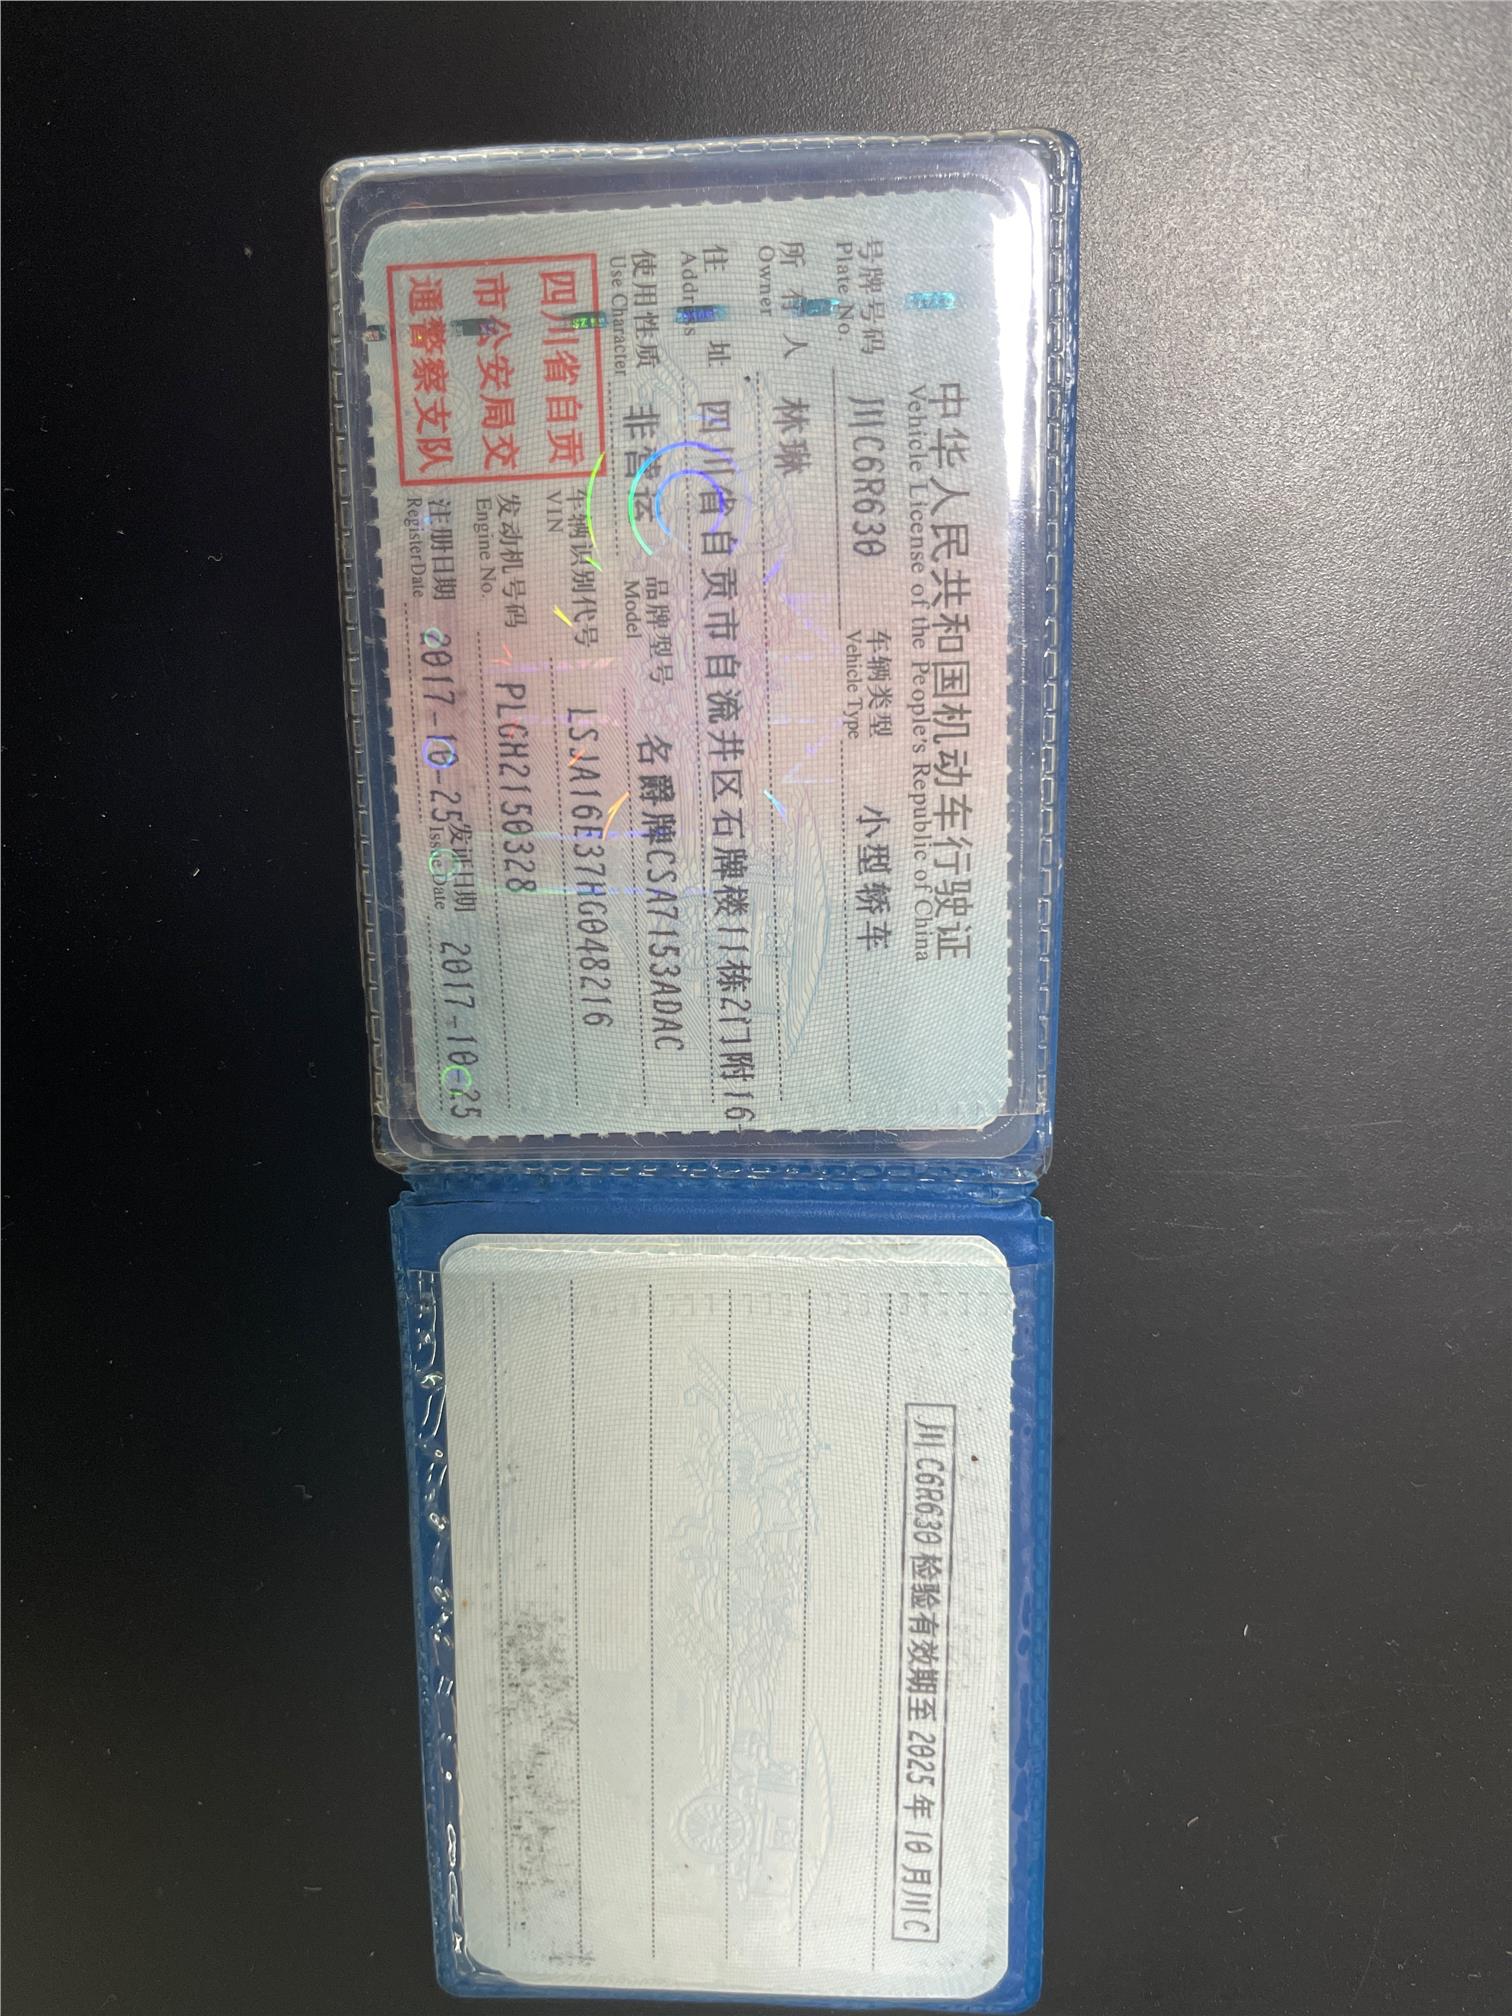 中华人民共和国机动车行驶证
Vehicle License of the People's Republic of China
号牌号码 川C6R630 车辆类型 小型轿车
Plate No. Vehicle Type
所有人 林琳
Owner
住址 四川省自贡市自流井区石牌楼11栋2门附16
Address
使用性质 非营运 品牌型号 名爵牌CSA7153ADAC
Use Character Model
四川省自贡
市公安局交
通警察支队
车辆识别代号 LSJA16E37HG048216
VIN
发动机号码 PLGH2150328
Engine No.
注册日期 2017-10-25 发证日期 2017-10-25
Register Date Issue Date
川C6R630 检验有效期至 2025 年 10 月川C